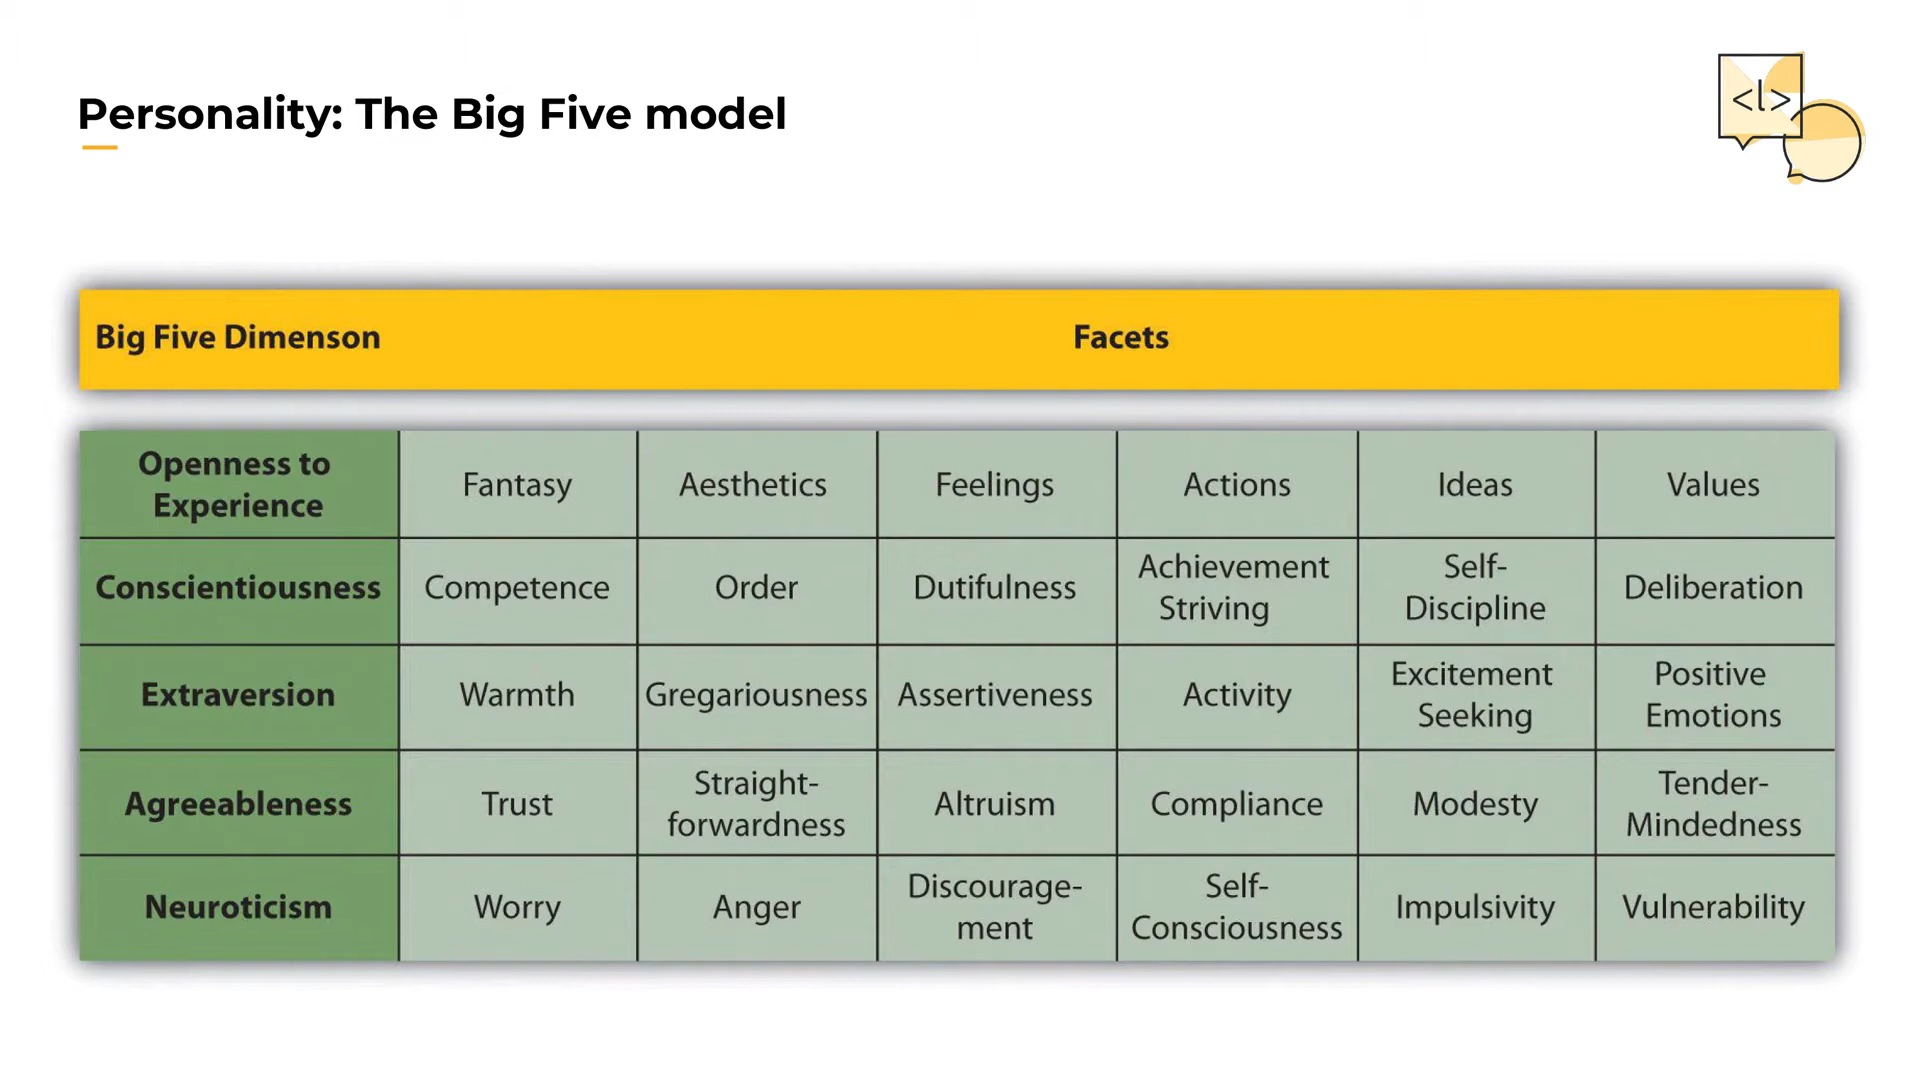 Personality: The Big Five model
<|>
Big Five Dimenson Facets
Openness to
Experience
Fantasy
Aesthetics
Feelings
Actions
Ideas
Values
Conscientiousness
Competence
Order
Dutifulness
Achievement
Striving
Self-
Discipline
Deliberation
Extraversion
Warmth
Gregariousness
Assertiveness
Activity
Excitement
Seeking
Positive
Emotions
Agreeableness
Trust
Straight-
forwardness
Altruism
Compliance
Modesty
Tender-
Mindedness
Neuroticism
Worry
Anger
Discourage-
ment
Self-
Consciousness
Impulsivity
Vulnerability